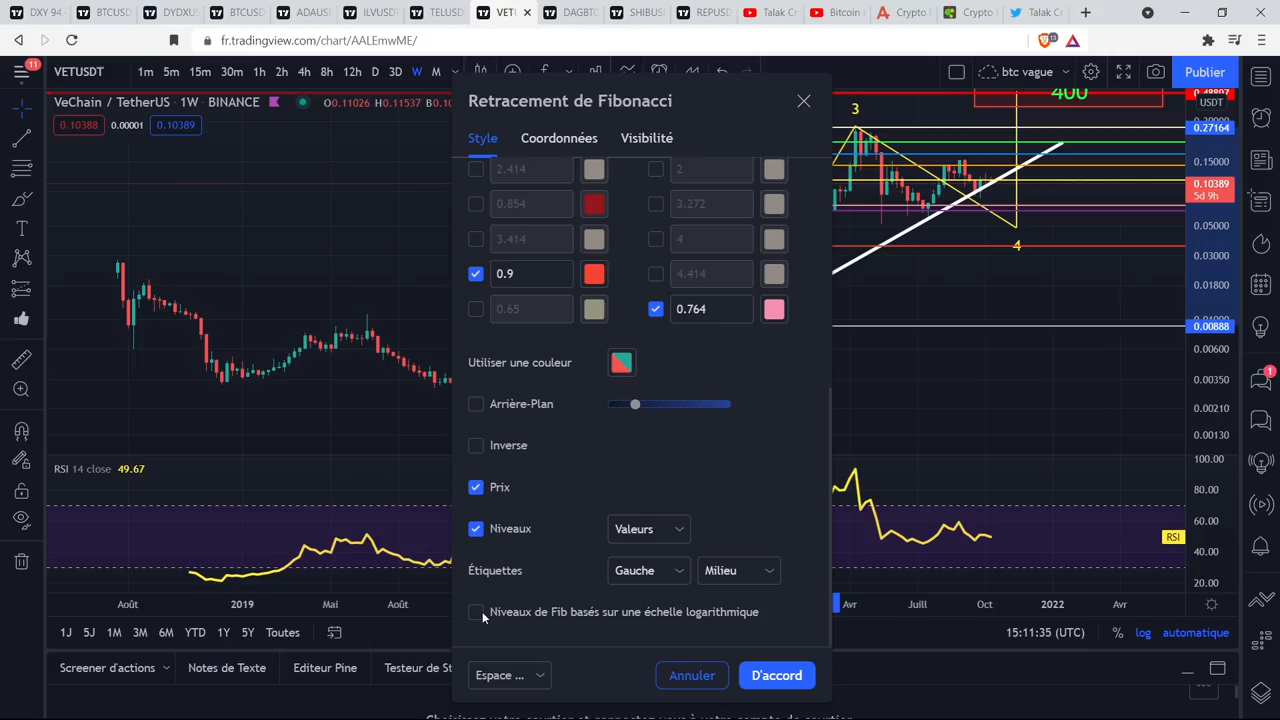 DXY 94.
BTCUSD
DYDXUS
BTCUSD
ADAUSD
ILVUSDT
TELUSD
VET
DAGBTC
SHIBUS
REPUSD
Talak Cr
Bitcoin
Crypto
Crypto
Talak Cr
fr.tradingview.com/chart/AALEmwME/
13
11
VETUSDT
1m 5m 15m 30m 1h 2h 4h 8h 12h D 3D W M
btc vague
Publier
VeChain / TetherUS 1W BINANCE
O0.11126 H0.11537 B0.10
0.10388 0.00001 0.10389
Retracement de Fibonacci
Style Coordonnées Visibilité
2.414 2
0.854 3.272
3.414 4
0.9 4.414
0.65 0.764
Utiliser une couleur
Arrière-Plan
Inverse
Prix
Niveaux Valeurs
Étiquettes Gauche Milieu
Niveaux de Fib basés sur une échelle logarithmique
Espace ... Annuler D'accord
400
3
4
USDT
0.27164
0.15000
0.10389
5d 9h
0.05000
0.03000
0.01800
0.00888
0.00600
0.00350
0.00210
0.00130
RSI 14 close 49.67
100.00
80.00
60.00
RSI
40.00
20.00
1
Août 2019 Mai Août
Avr Juill Oct 2022 Avr
1J 5J 1M 3M 6M YTD 1Y 5Y Toutes
15:11:35 (UTC) % log automatique
Screener d'actions Notes de Texte Editeur Pine Testeur de St